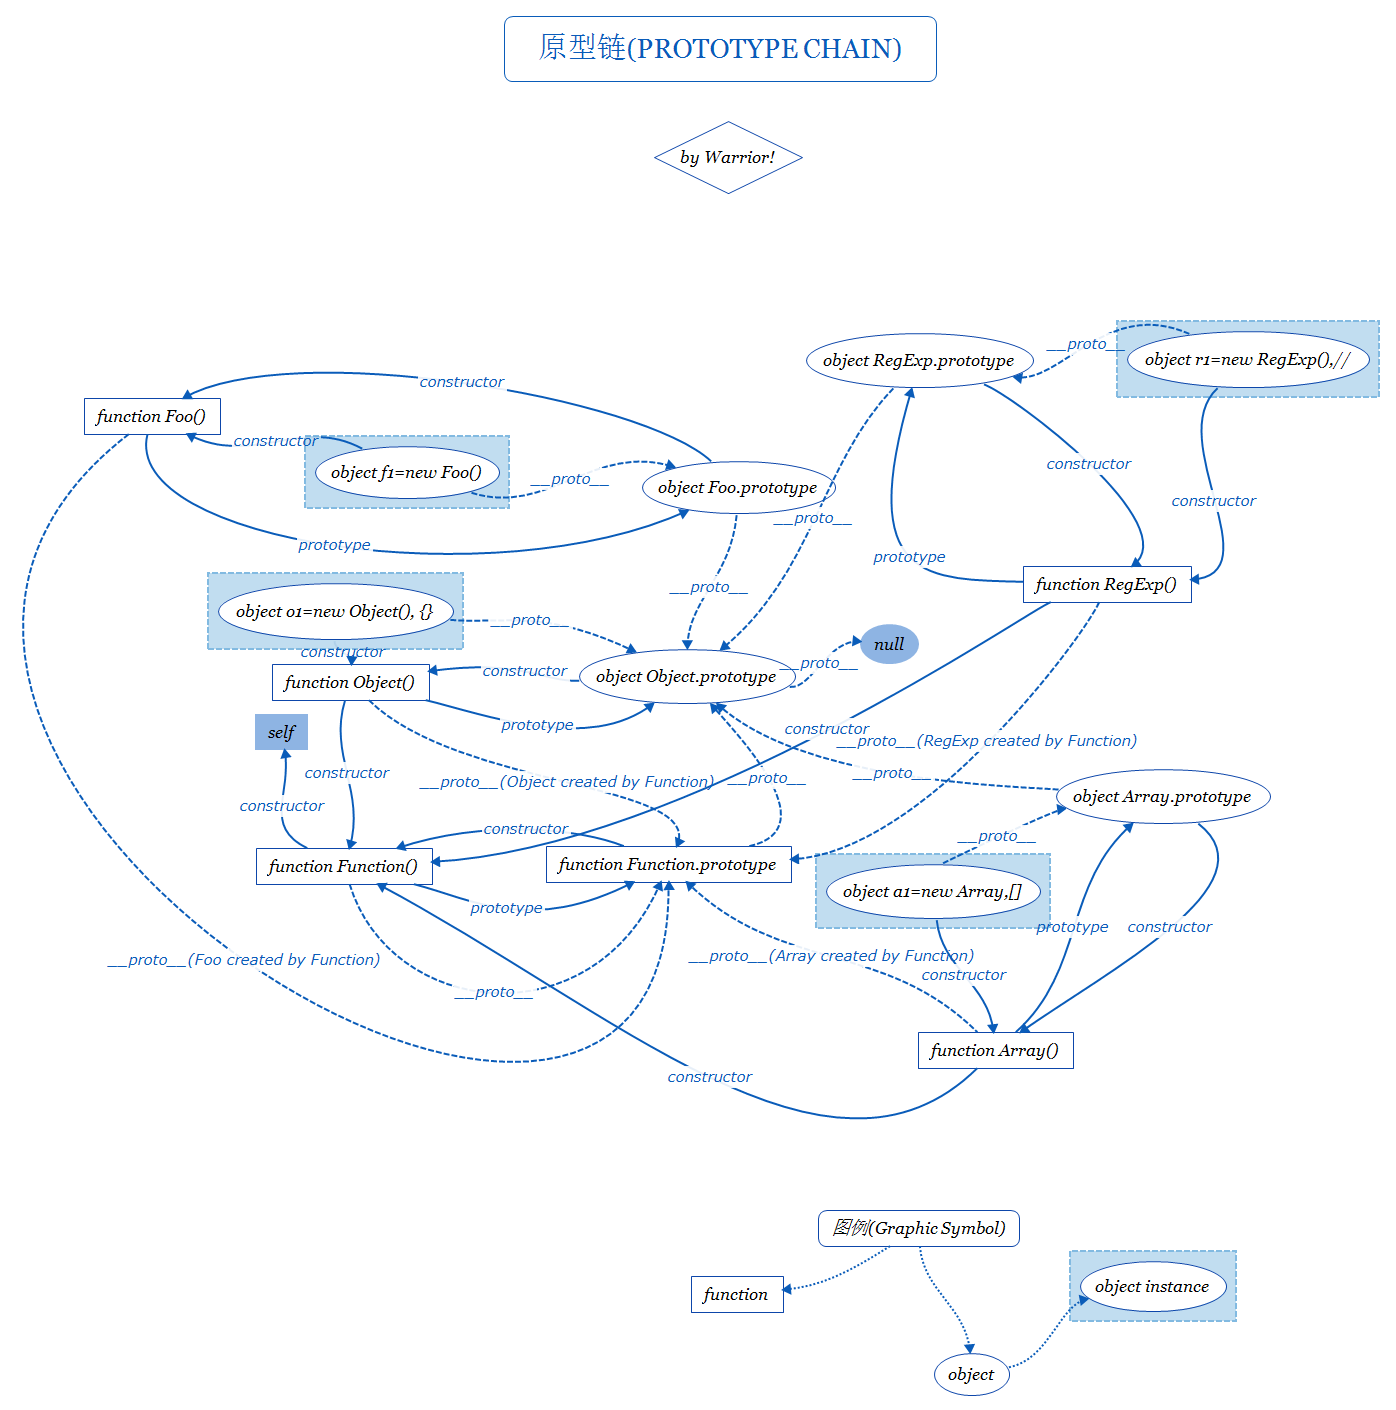 原型链(PROTOTYPE CHAIN)
by Warrior!
object RegExp.prototype
__proto__
object r1=new RegExp(),//
constructor
function Foo()
constructor
object f1=new Foo()
__proto__
object Foo.prototype
constructor
constructor
__proto__
prototype
prototype
function RegExp()
__proto__
object o1=new Object(), {}
__proto__
null
constructor
__proto__
constructor
function Object()
object Object.prototype
prototype
self
constructor
__proto__(RegExp created by Function)
constructor
__proto__(Object created by Function)
__proto__
__proto__
object Array.prototype
constructor
constructor
__proto__
function Function()
function Function.prototype
object a1=new Array,[]
prototype
prototype
constructor
__proto__(Foo created by Function)
__proto__(Array created by Function)
constructor
__proto__
function Array()
constructor
图例(Graphic Symbol)
function
object instance
object